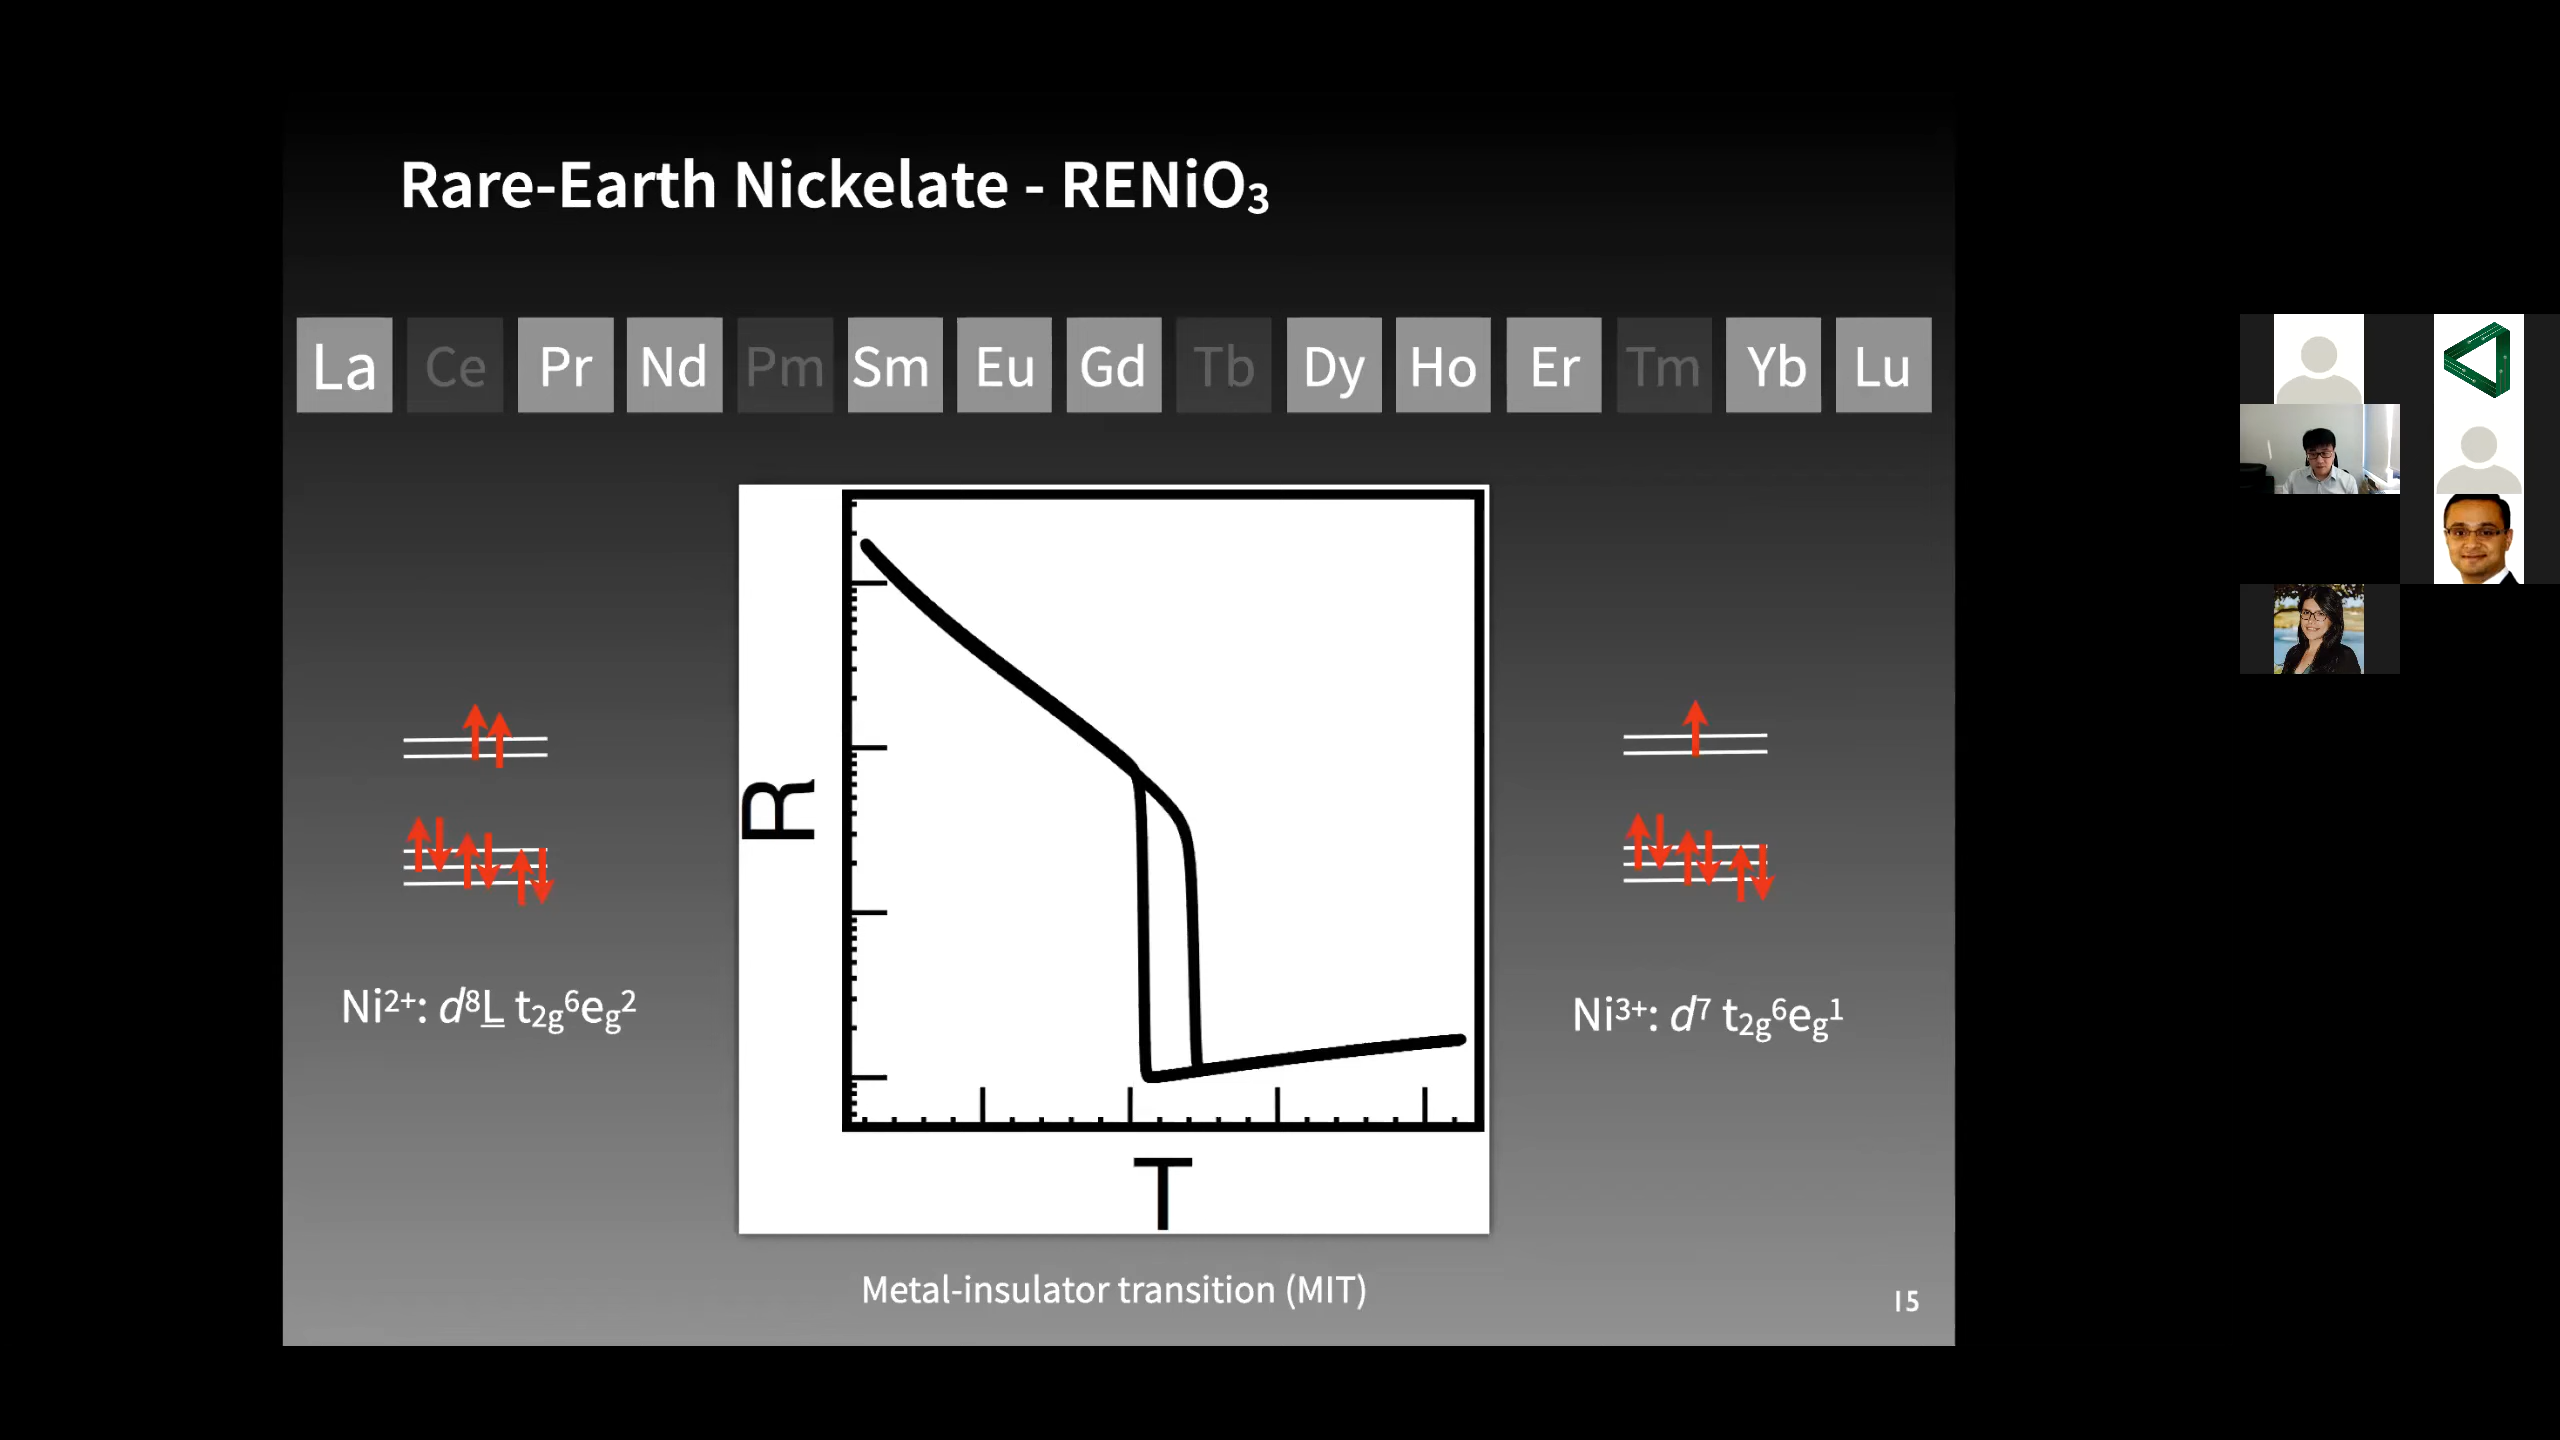 Rare-Earth Nickelate - RENiO₃
La Ce Pr Nd Pm Sm Eu Gd Tb Dy Ho Er Tm Yb Lu
R
Ni²⁺: d⁸L t₂g⁶eg²
Ni³⁺: d⁷ t₂g⁶eg¹
T
Metal-insulator transition (MIT)
15